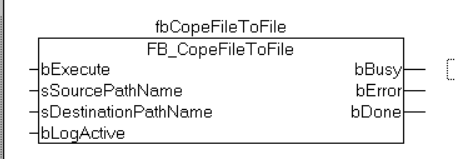 fbCopeFileToFile
FB_CopeFileToFile
bExecute bBusy
sSourcePathName bError
sDestinationPathName bDone
bLogActive